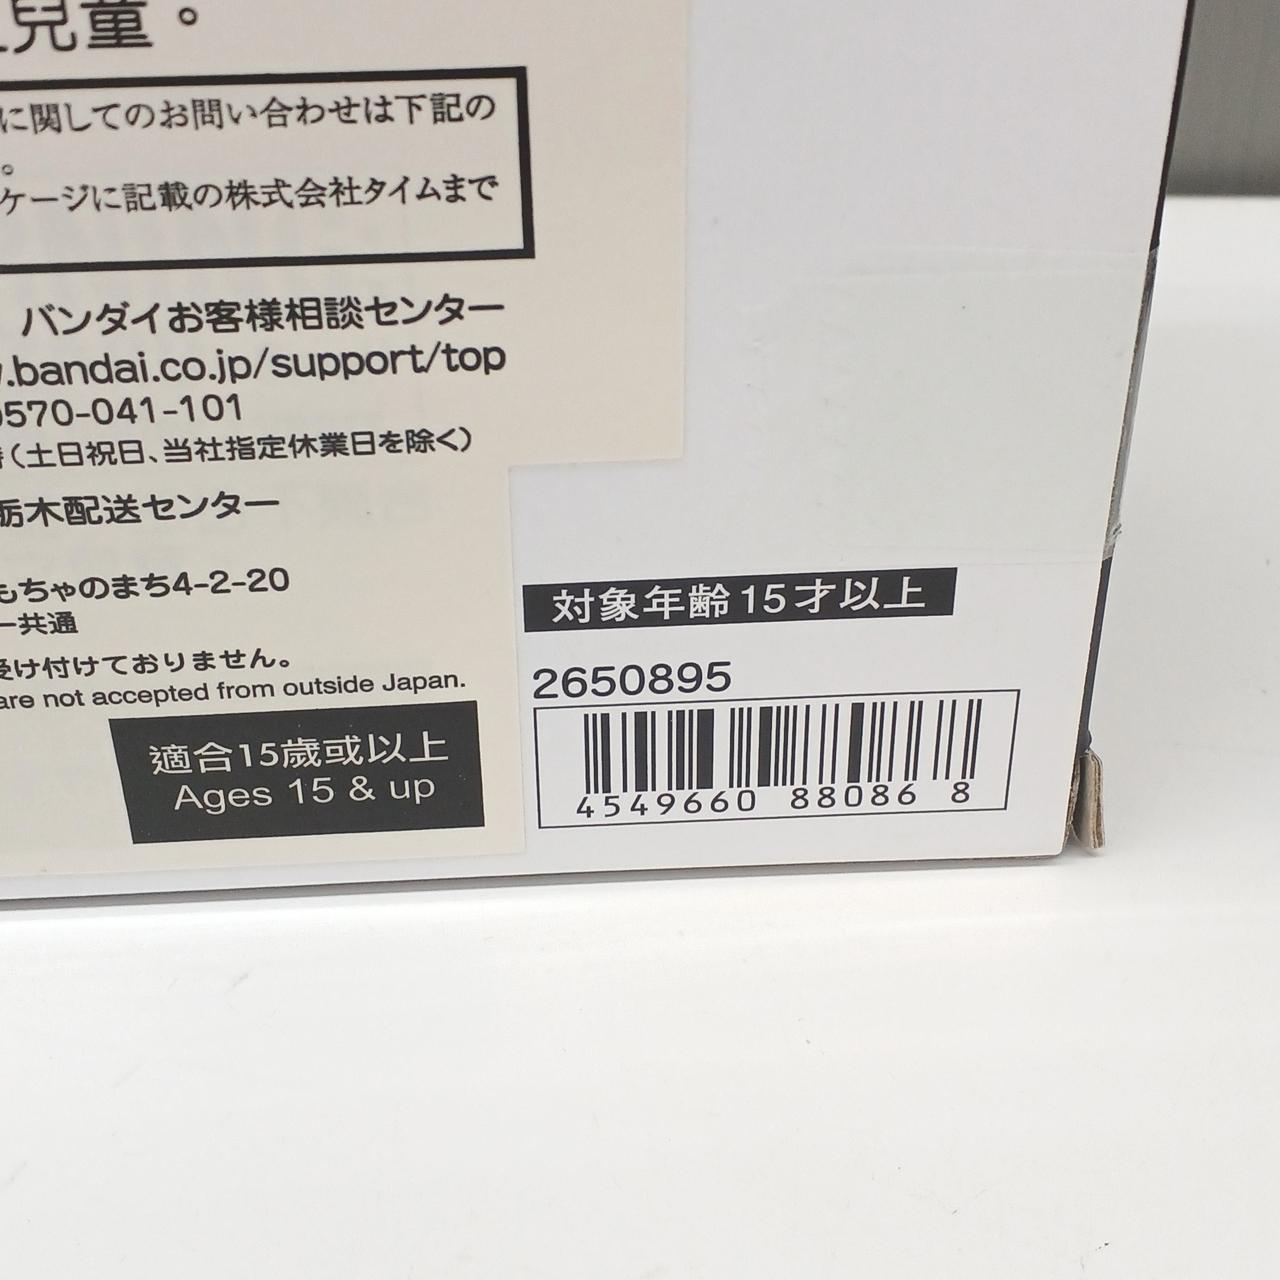 兒童。
に関してのお問い合わせは下記の
。
ケージに記載の株式会社タイムまで
バンダイお客様相談センター
.bandai.co.jp/support/top
0570-041-101
(土日祝日、当社指定休業日を除く)
栃木配送センター
もちゃのまち4-2-20
ー共通
受け付けておりません。
are not accepted from outside Japan.
適合15歲或以上
Ages 15 & up
対象年齢15才以上
2650895
4549660 88086 8